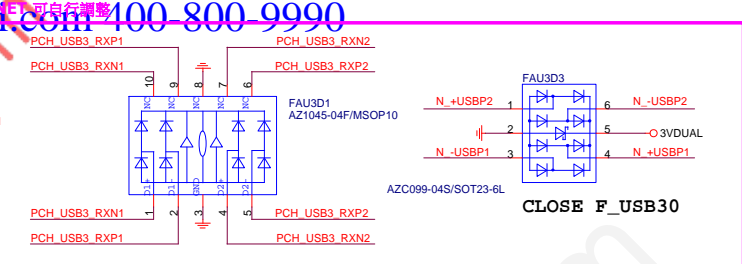 NET 可自行調整
.com 400-800-9990
PCH_USB3_RXP1
PCH_USB3_RXN2
PCH_USB3_RXN1
PCH_USB3_RXP2
10 9 8 7 6
NC NC NC NC
FAU3D1
AZ1045-04F/MSOP10
D1+ D1- GND D2+ D2-
1 2 3 4 5
PCH_USB3_RXN1
PCH_USB3_RXP2
PCH_USB3_RXP1
PCH_USB3_RXN2
FAU3D3
N_+USBP2 1 6 N_-USBP2
2 5 3VDUAL
N_-USBP1 3 4 N_+USBP1
AZC099-04S/SOT23-6L
CLOSE F_USB30